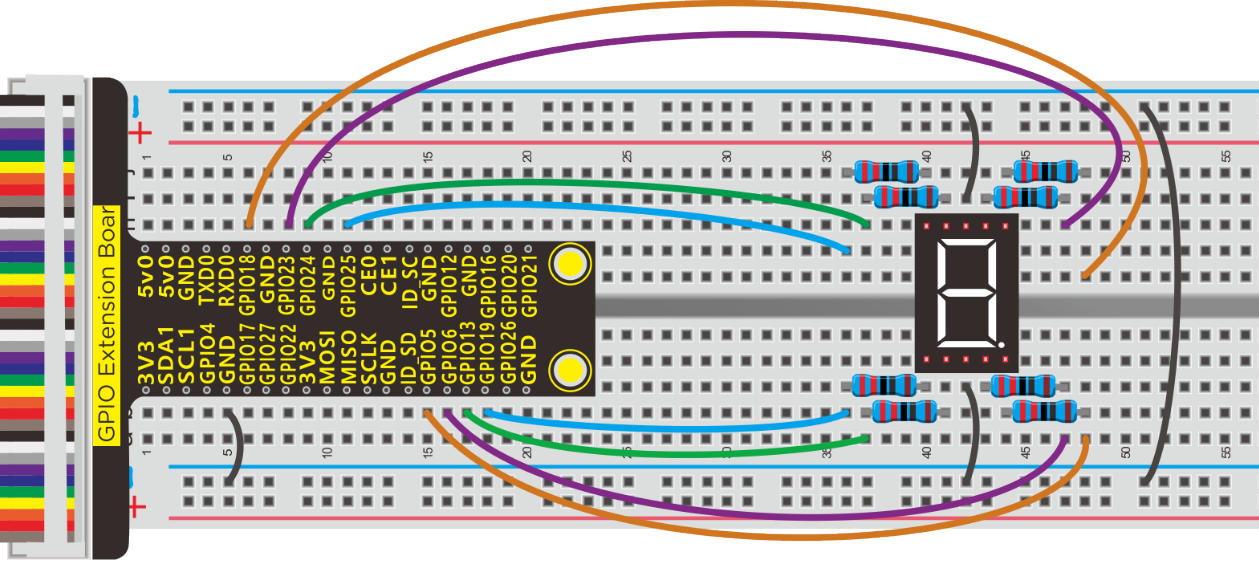 -
+
1 5 10 15 20 25 30 35 40 45 50 55
GPIO Extension Boar
5v0
5v0
GND
TXD0
RXD0
GPIO18
GND
GPIO23
GPIO24
GND
GPIO25
CE0
CE1
ID_SC
GND
GPIO12
GND
GPIO16
GPIO20
GPIO21
3V3
SDA1
SCL1
GPIO4
GND
GPIO17
GPIO27
GPIO22
3V3
MOSI
MISO
SCLK
GND
ID_SD
GPIO5
GPIO6
GPIO13
GPIO19
GPIO26
GND
1 5 15 25 30 35 40 45 50 55
-
+